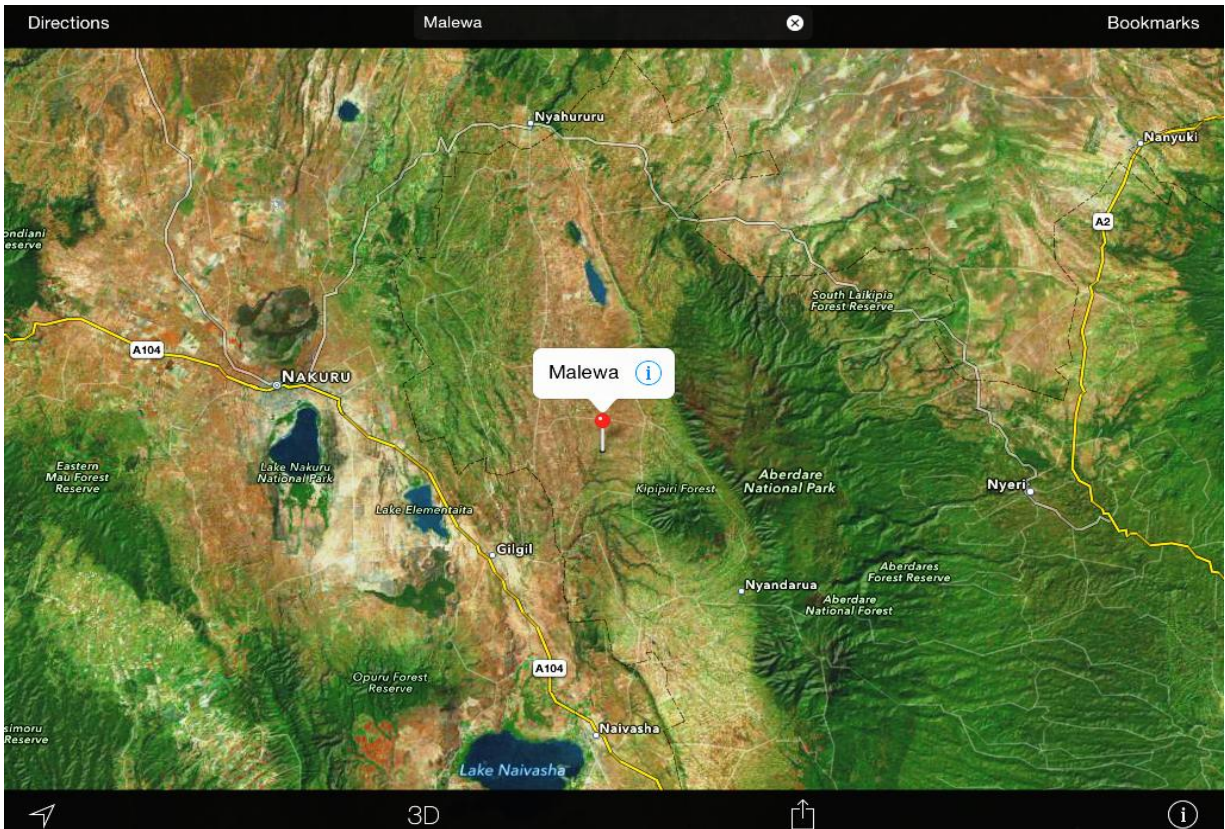 Directions
Malewa
Bookmarks
Nyahururu
Nanyuki
ondiani
eserve
A2
South Laikipia
Forest Reserve
A104
NAKURU
Malewa
Eastern
Mau Forest
Reserve
Lake Nakuru
National Park
Kipipiri Forest
Aberdare
National Park
Nyeri
Lake Elementaita
Gilgil
Nyandarua
Aberdares
Forest Reserve
Aberdare
National Forest
A104
Opuru Forest
Reserve
simoru
Reserve
Naivasha
Lake Naivasha
3D